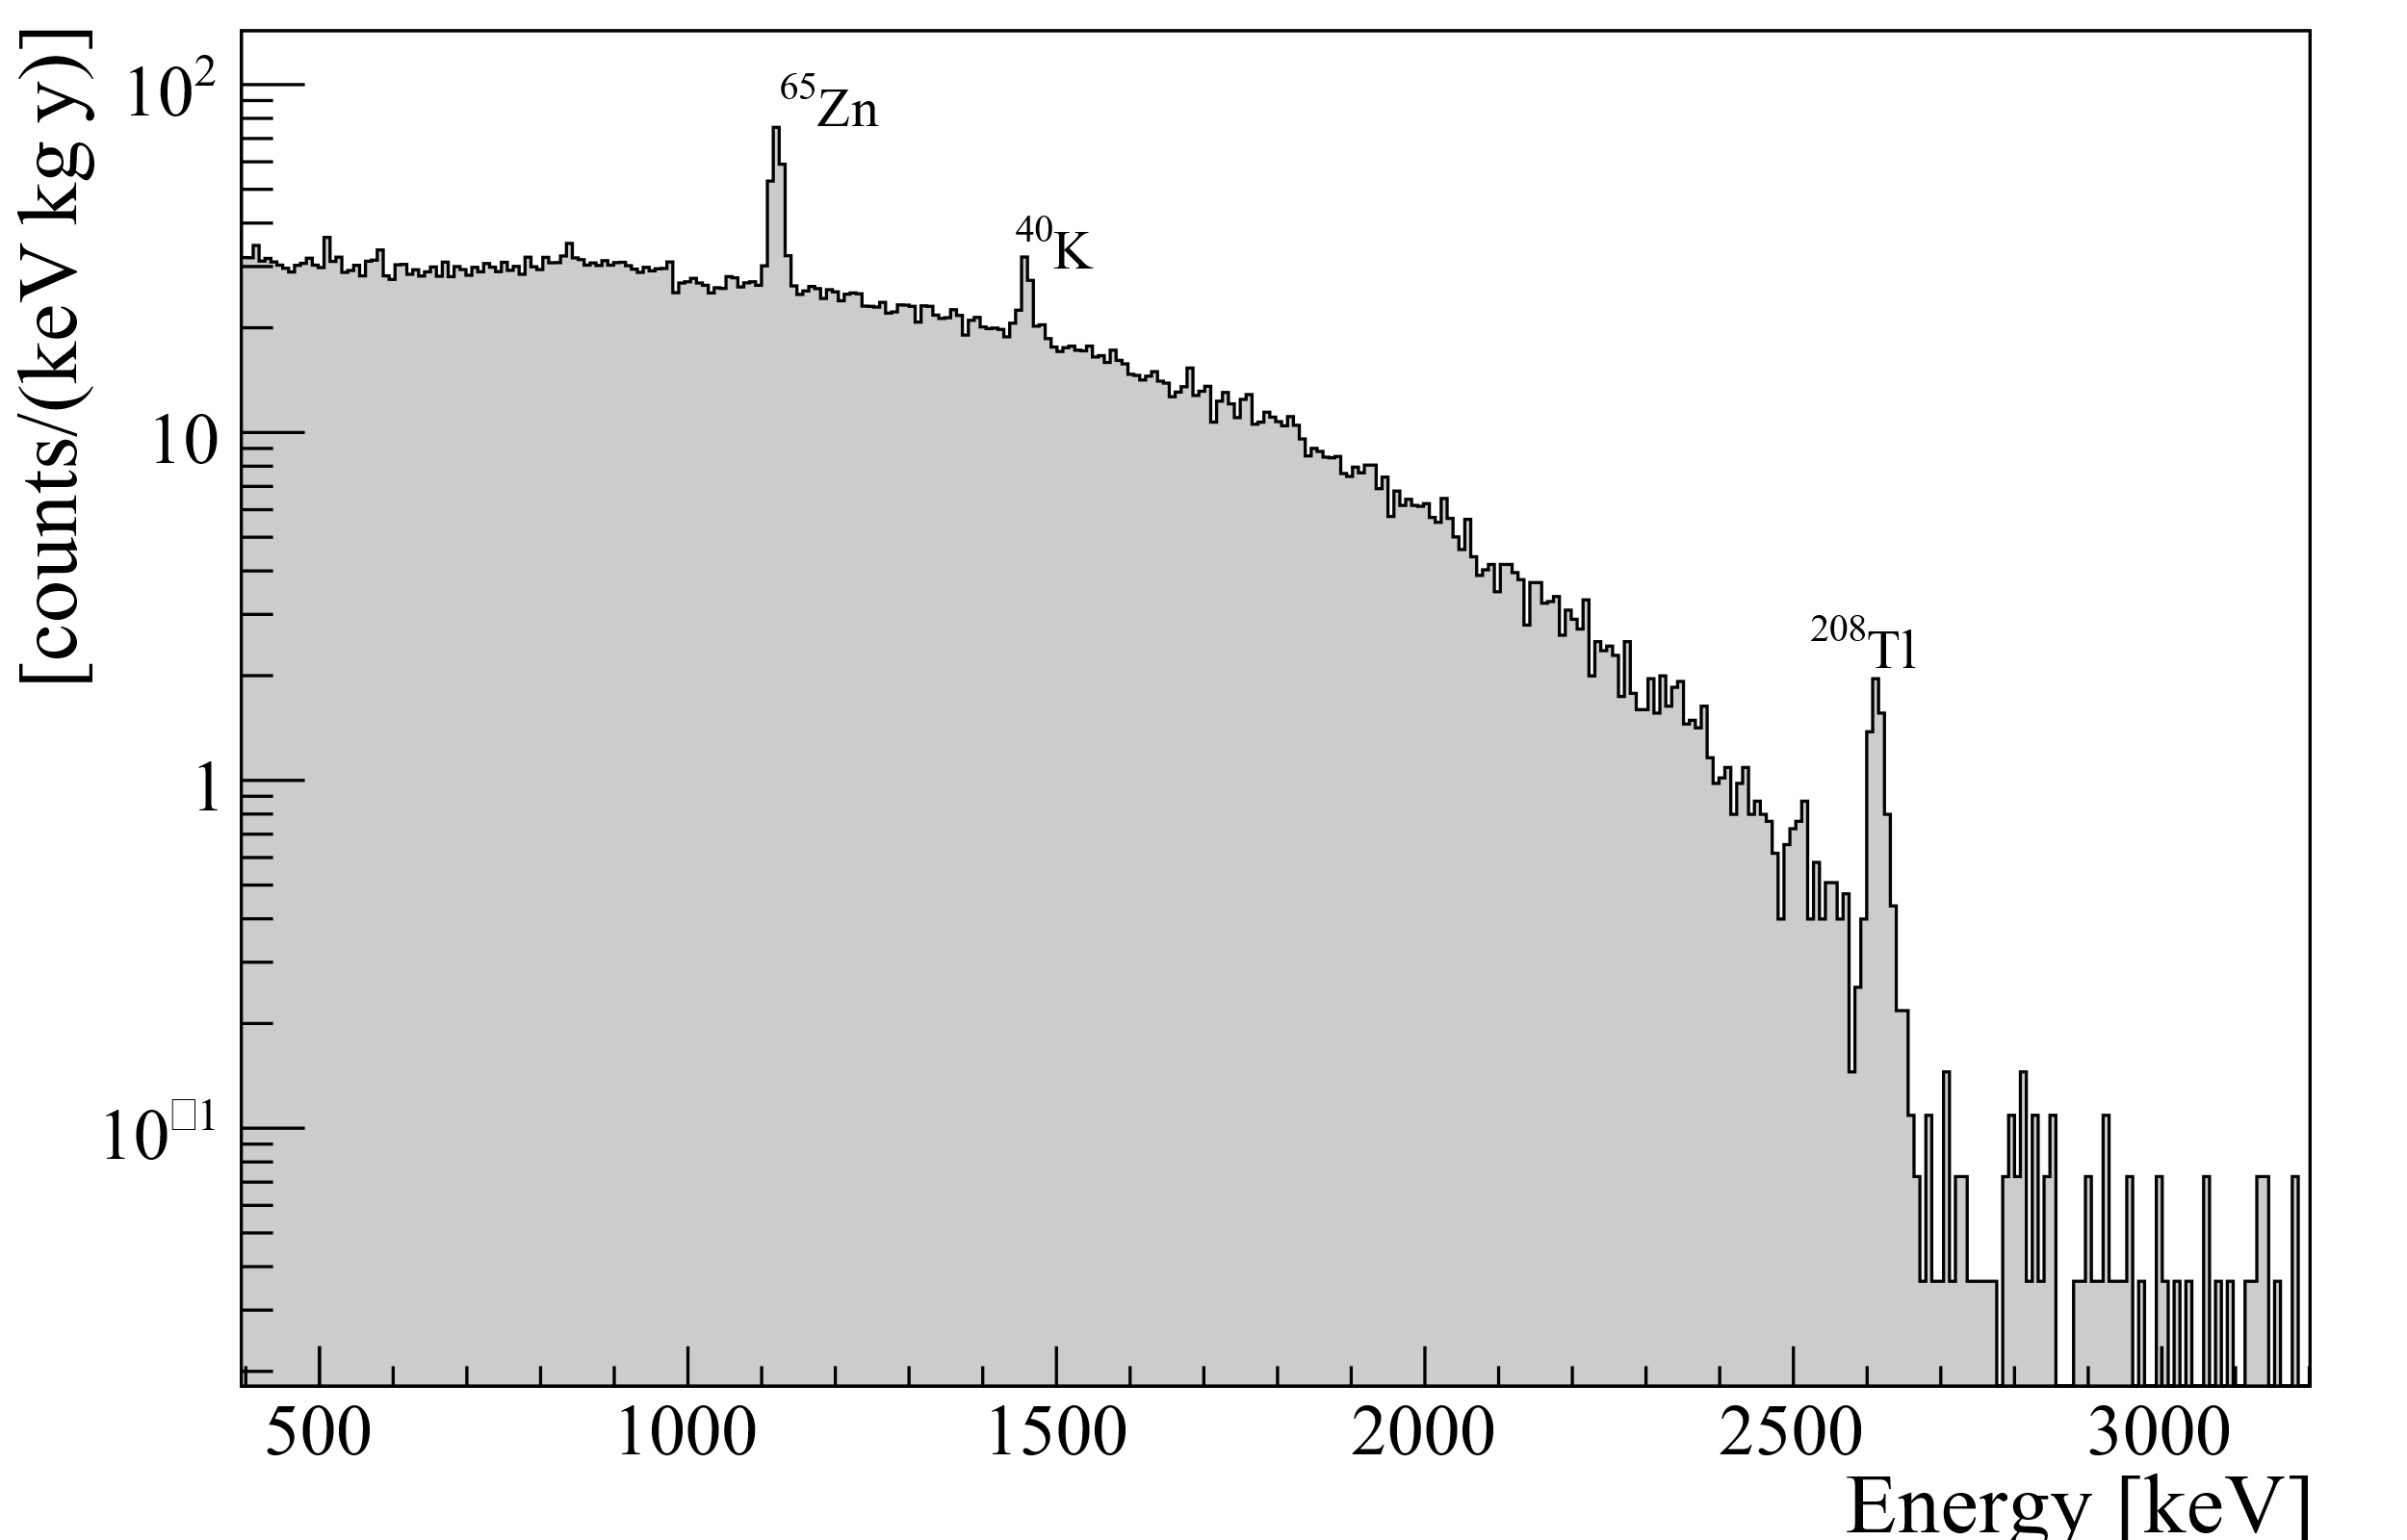 [counts/(keV kg y)]
10²
10
1
10□1
⁶⁵Zn
⁴⁰K
²⁰⁸Tl
500 1000 1500 2000 2500 3000
Energy [keV]